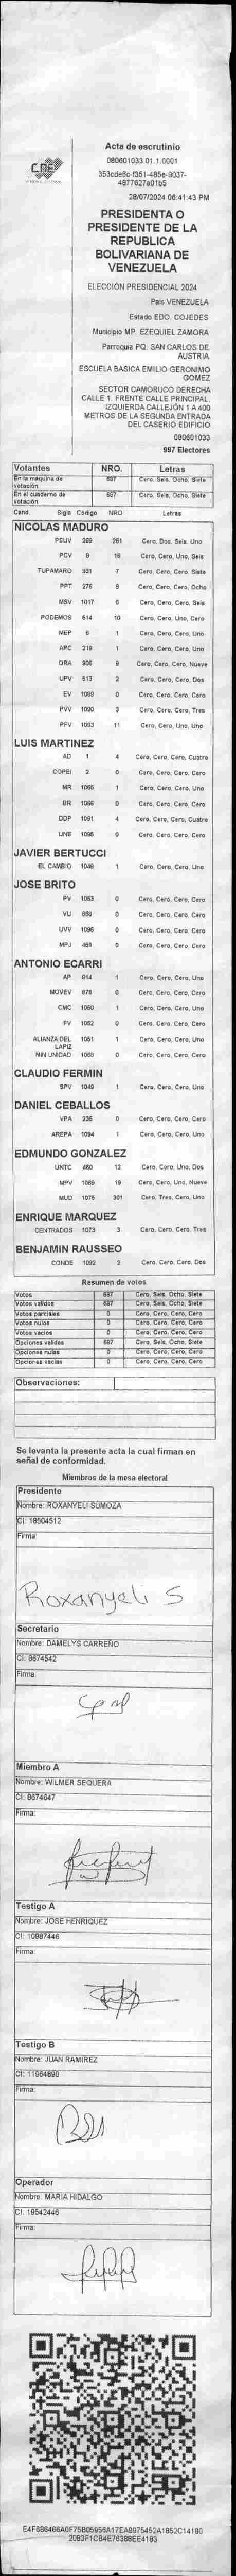 CNE
Acta de escrutinio
080601033.01.1.0001
353cde6c-f351-485e-9037-
4877627a01b5
28/07/2024 06:41:43 PM
PRESIDENTA O
PRESIDENTE DE LA
REPUBLICA
BOLIVARIANA DE
VENEZUELA
ELECCIÓN PRESIDENCIAL 2024
País VENEZUELA
Estado EDO. COJEDES
Municipio MP. EZEQUIEL ZAMORA
Parroquia PQ. SAN CARLOS DE
AUSTRIA
ESCUELA BASICA EMILIO GERONIMO
GOMEZ
SECTOR CAMORUCO DERECHA
CALLE 1. FRENTE CALLE PRINCIPAL.
IZQUIERDA CALLEJÓN 1 A 400
METROS DE LA SEGUNDA ENTRADA
DEL CASERIO EDIFICIO
080601033
997 Electores
Votantes NRO. Letras
En la máquina de votación 687 Cero, Seis, Ocho, Siete
En el cuaderno de votación 687 Cero, Seis, Ocho, Siete
Cand. Sigla Código NRO. Letras
NICOLAS MADURO
PSUV 269 261 Cero, Dos, Seis, Uno
PCV 9 16 Cero, Cero, Uno, Seis
TUPAMARO 931 7 Cero, Cero, Cero, Siete
PPT 276 8 Cero, Cero, Cero, Ocho
MSV 1017 6 Cero, Cero, Cero, Seis
PODEMOS 614 10 Cero, Cero, Uno, Cero
MEP 6 1 Cero, Cero, Cero, Uno
APC 219 1 Cero, Cero, Cero, Uno
ORA 906 9 Cero, Cero, Cero, Nueve
UPV 613 2 Cero, Cero, Cero, Dos
EV 1089 0 Cero, Cero, Cero, Cero
PVV 1090 3 Cero, Cero, Cero, Tres
PFV 1093 11 Cero, Cero, Uno, Uno
LUIS MARTINEZ
AD 1 4 Cero, Cero, Cero, Cuatro
COPEI 2 0 Cero, Cero, Cero, Cero
MR 1 Cero, Cero, Cero, Uno
BR 0 Cero, Cero, Cero, Cero
DDP 1091 4 Cero, Cero, Cero, Cuatro
UNE 0 Cero, Cero, Cero, Cero
JAVIER BERTUCCI
EL CAMBIO 1048 1 Cero, Cero, Cero, Uno
JOSE BRITO
PV 1053 0 Cero, Cero, Cero, Cero
VU 868 0 Cero, Cero, Cero, Cero
UVV 0 Cero, Cero, Cero, Cero
MPJ 459 0 Cero, Cero, Cero, Cero
ANTONIO ECARRI
AP 914 1 Cero, Cero, Cero, Uno
MOVEV 878 0 Cero, Cero, Cero, Cero
CMC 1050 1 Cero, Cero, Cero, Uno
FV 1052 0 Cero, Cero, Cero, Cero
ALIANZA DEL LAPIZ 1051 1 Cero, Cero, Cero, Uno
MIN UNIDAD 1069 0 Cero, Cero, Cero, Cero
CLAUDIO FERMIN
SPV 1049 1 Cero, Cero, Cero, Uno
DANIEL CEBALLOS
VPA 236 0 Cero, Cero, Cero, Cero
AREPA 1094 1 Cero, Cero, Cero, Uno
EDMUNDO GONZALEZ
UNTC 460 12 Cero, Cero, Uno, Dos
MPV 1065 19 Cero, Cero, Uno, Nueve
MUD 1076 301 Cero, Tres, Cero, Uno
ENRIQUE MARQUEZ
CENTRADOS 1073 3 Cero, Cero, Cero, Tres
BENJAMIN RAUSSEO
CONDE 1092 2 Cero, Cero, Cero, Dos
Resumen de votos
Votos 687 Cero, Seis, Ocho, Siete
Votos válidos 687 Cero, Seis, Ocho, Siete
Votos parciales 0 Cero, Cero, Cero, Cero
Votos nulos 0 Cero, Cero, Cero, Cero
Votos vacíos 0 Cero, Cero, Cero, Cero
Opciones válidas 687 Cero, Seis, Ocho, Siete
Opciones nulas 0 Cero, Cero, Cero, Cero
Opciones vacías 0 Cero, Cero, Cero, Cero
Observaciones:
Se levanta la presente acta la cual firman en
señal de conformidad.
Miembros de la mesa electoral
Presidente
Nombre: ROXANYELI SUMOZA
CI: 18504512
Firma:
Roxanyeli S
Secretario
Nombre: DAMELYS CARREÑO
CI: 8674542
Firma:
Miembro A
Nombre: WILMER SEQUERA
CI: 8674647
Firma:
Testigo A
Nombre: JOSE HENRIQUEZ
CI: 10987446
Firma:
Testigo B
Nombre: JUAN RAMIREZ
CI: 11964890
Firma:
Operador
Nombre: MARIA HIDALGO
CI: 19542446
Firma:
E4F686466A0F75B05956A17EA9975452A1852C14180
2083F1CB4E76388EE4183